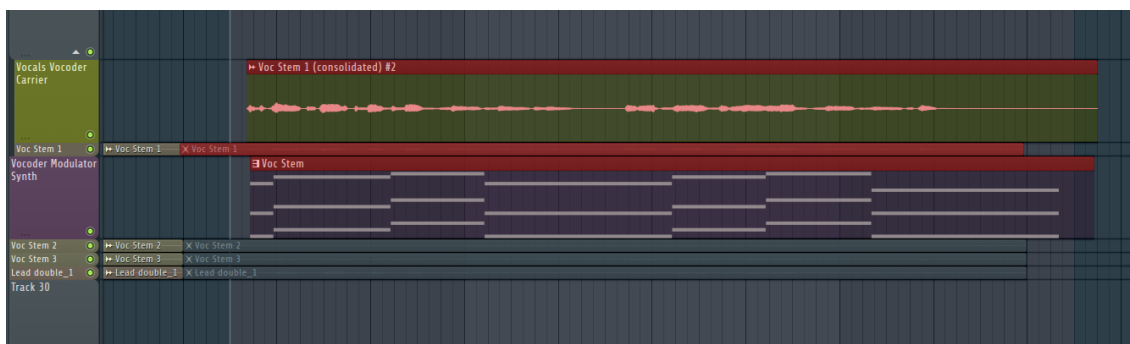 Vocals Vocoder
Carrier
Voc Stem 1 (consolidated) #2
Voc Stem 1
Voc Stem 1
Voc Stem 1
Vocoder Modulator
Synth
Voc Stem
Voc Stem 2
Voc Stem 2
Voc Stem 2
Voc Stem 3
Voc Stem 3
Voc Stem 3
Lead double_1
Lead double_1
Lead double_1
Track 30